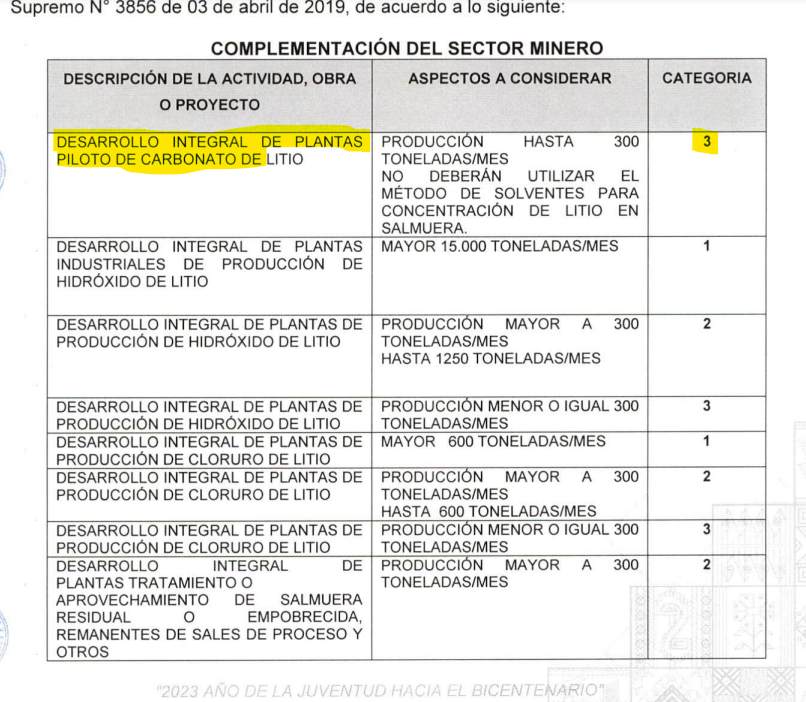 Supremo N° 3856 de 03 de abril de 2019, de acuerdo a lo siguiente:
COMPLEMENTACIÓN DEL SECTOR MINERO
DESCRIPCIÓN DE LA ACTIVIDAD, OBRA
O PROYECTO
ASPECTOS A CONSIDERAR
CATEGORIA
DESARROLLO INTEGRAL DE PLANTAS
PILOTO DE CARBONATO DE LITIO
PRODUCCIÓN HASTA 300
TONELADAS/MES
NO DEBERÁN UTILIZAR EL
MÉTODO DE SOLVENTES PARA
CONCENTRACIÓN DE LITIO EN
SALMUERA.
3
DESARROLLO INTEGRAL DE PLANTAS
INDUSTRIALES DE PRODUCCIÓN DE
HIDRÓXIDO DE LITIO
MAYOR 15.000 TONELADAS/MES
1
DESARROLLO INTEGRAL DE PLANTAS DE
PRODUCCIÓN DE HIDRÓXIDO DE LITIO
PRODUCCIÓN MAYOR A 300
TONELADAS/MES
HASTA 1250 TONELADAS/MES
2
DESARROLLO INTEGRAL DE PLANTAS DE
PRODUCCIÓN DE HIDRÓXIDO DE LITIO
PRODUCCIÓN MENOR O IGUAL 300
TONELADAS/MES
3
DESARROLLO INTEGRAL DE PLANTAS DE
PRODUCCIÓN DE CLORURO DE LITIO
MAYOR 600 TONELADAS/MES
1
DESARROLLO INTEGRAL DE PLANTAS DE
PRODUCCIÓN DE CLORURO DE LITIO
PRODUCCIÓN MAYOR A 300
TONELADAS/MES
HASTA 600 TONELADAS/MES
2
DESARROLLO INTEGRAL DE PLANTAS DE
PRODUCCIÓN DE CLORURO DE LITIO
PRODUCCIÓN MENOR O IGUAL 300
TONELADAS/MES
3
DESARROLLO INTEGRAL DE
PLANTAS TRATAMIENTO O
APROVECHAMIENTO DE SALMUERA
RESIDUAL O EMPOBRECIDA,
REMANENTES DE SALES DE PROCESO Y
OTROS
PRODUCCIÓN MAYOR A 300
TONELADAS/MES
2
"2023 AÑO DE LA JUVENTUD HACIA EL BICENTENARIO"